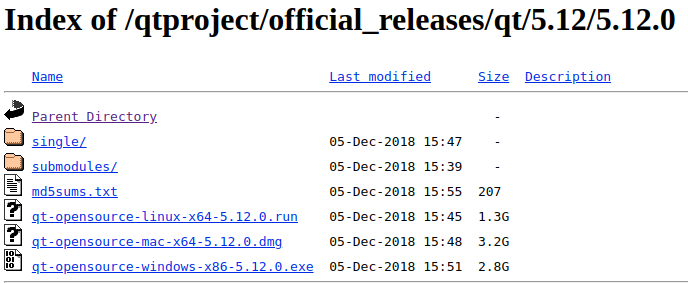 Index of /qtproject/official_releases/qt/5.12/5.12.0
Name Last modified Size Description
Parent Directory -
single/ 05-Dec-2018 15:47 -
submodules/ 05-Dec-2018 15:39 -
md5sums.txt 05-Dec-2018 15:55 207
qt-opensource-linux-x64-5.12.0.run 05-Dec-2018 15:45 1.3G
qt-opensource-mac-x64-5.12.0.dmg 05-Dec-2018 15:48 3.2G
qt-opensource-windows-x86-5.12.0.exe 05-Dec-2018 15:51 2.8G